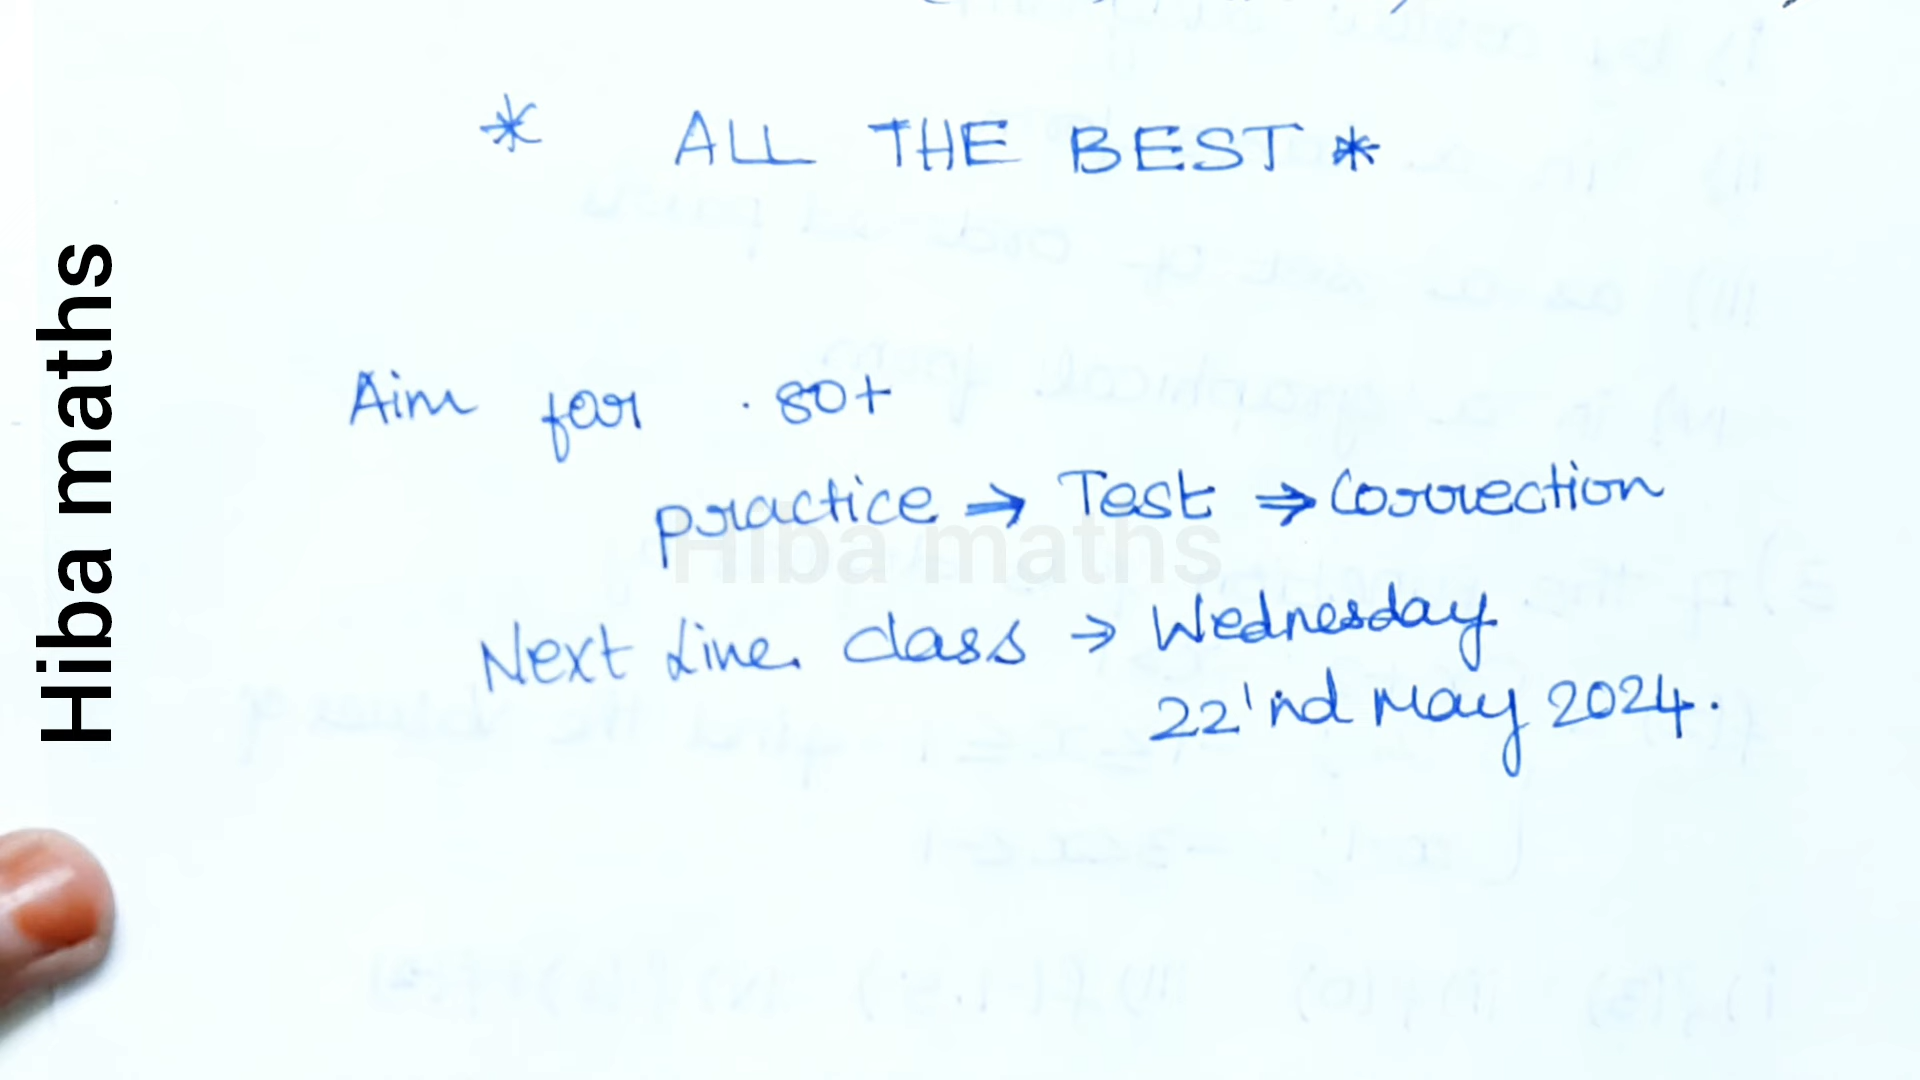 * ALL THE BEST *
Aim for 80+
practice → Test ⇒ Correction
Next Live class → Wednesday
22'nd May 2024.
Hiba maths
Hiba maths